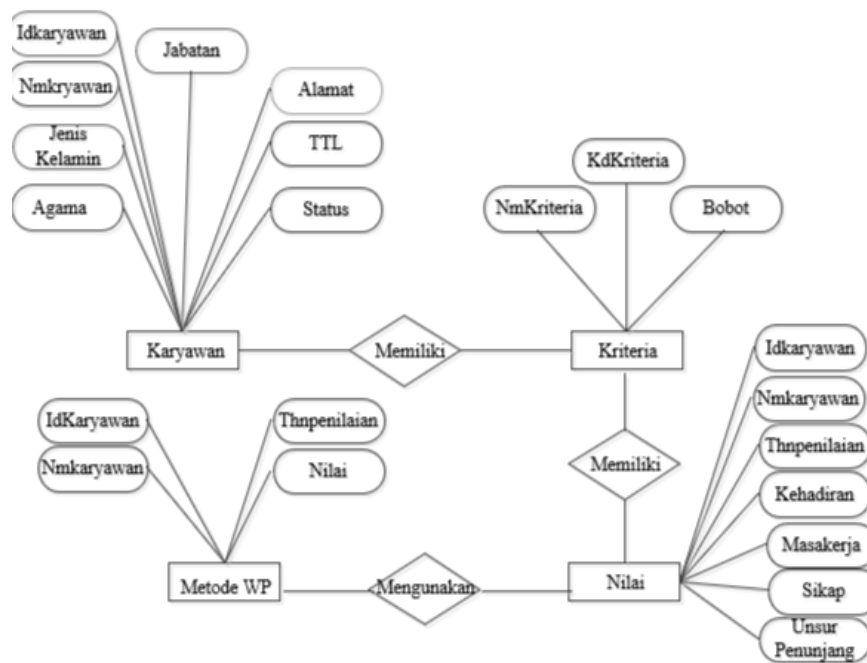 Idkaryawan
Jabatan
Nmkryawan
Alamat
Jenis
Kelamin
TTL
Agama
Status
KdKriteria
NmKriteria
Bobot
Karyawan
Memiliki
Kriteria
Idkaryawan
Nmkaryawan
Thnpenilaian
Kehadiran
Masakerja
Sikap
Unsur
Penunjang
Memiliki
IdKaryawan
Thnpenilaian
Nmkaryawan
Nilai
Metode WP
Mengunakan
Nilai